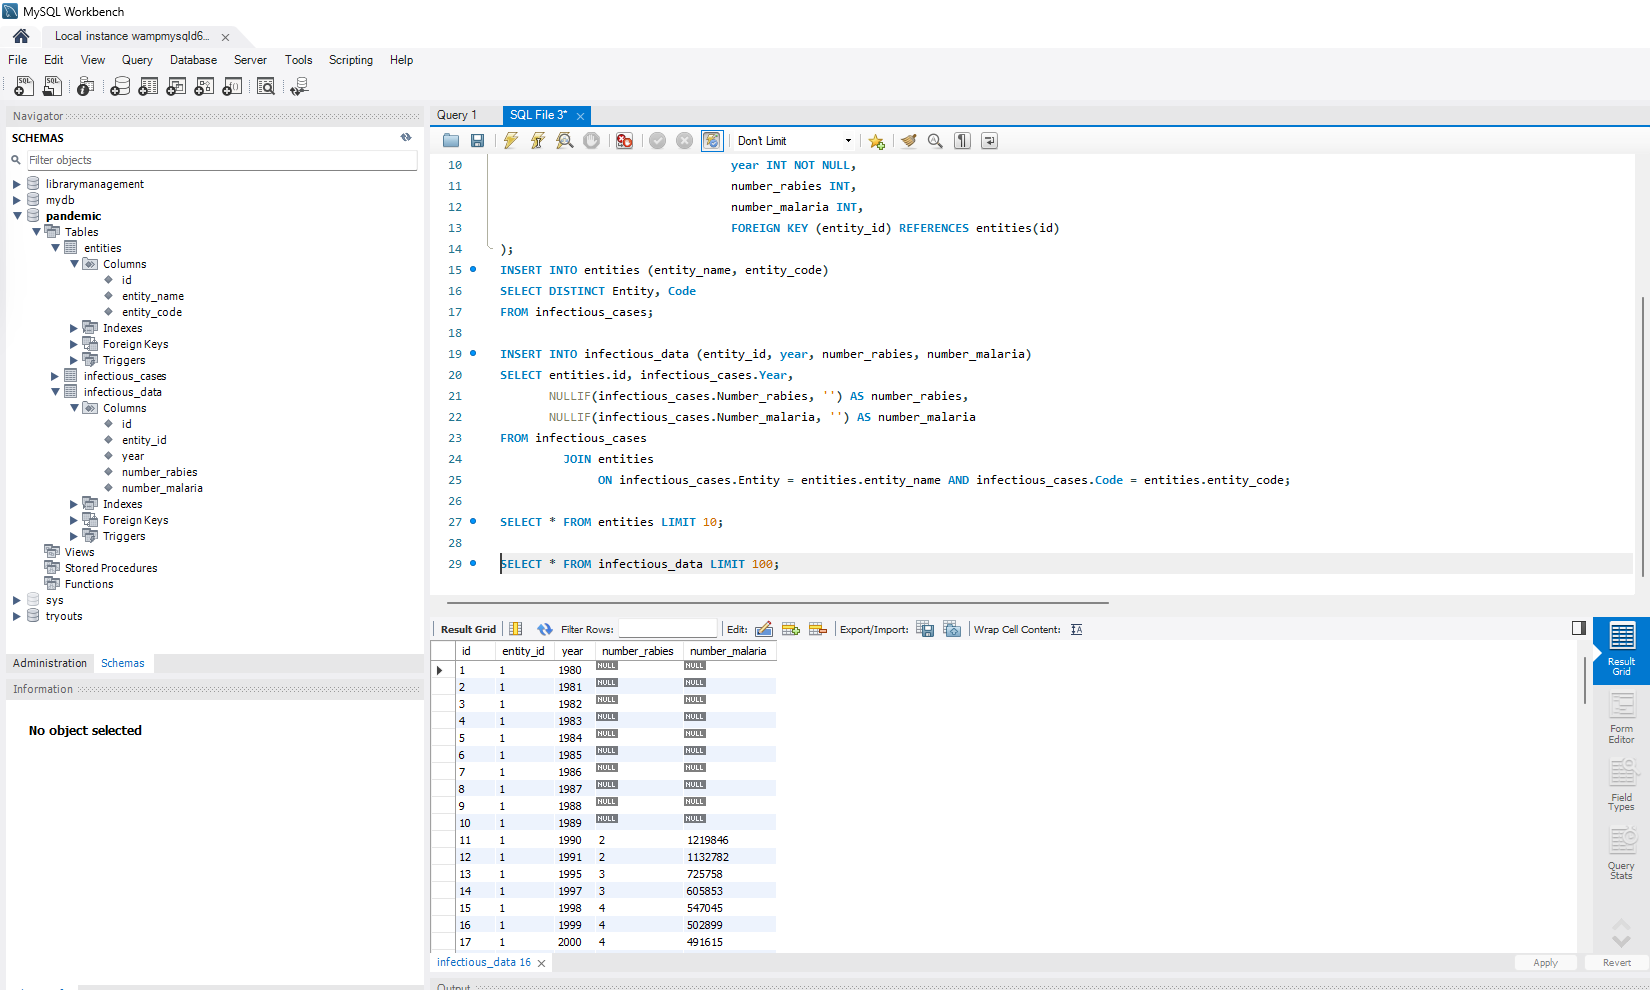 MySQL Workbench
Local instance wampmysqld6...
File Edit View Query Database Server Tools Scripting Help
Navigator
SCHEMAS
Filter objects
librarymanagement
mydb
pandemic
Tables
entities
Columns
id
entity_name
entity_code
Indexes
Foreign Keys
Triggers
infectious_cases
infectious_data
Columns
id
entity_id
year
number_rabies
number_malaria
Indexes
Foreign Keys
Triggers
Views
Stored Procedures
Functions
sys
tryouts
Administration Schemas
Information
No object selected
Query 1 SQL File 3*
Don't Limit
10 year INT NOT NULL,
11 number_rabies INT,
12 number_malaria INT,
13 FOREIGN KEY (entity_id) REFERENCES entities(id)
14 );
15 INSERT INTO entities (entity_name, entity_code)
16 SELECT DISTINCT Entity, Code
17 FROM infectious_cases;
18
19 INSERT INTO infectious_data (entity_id, year, number_rabies, number_malaria)
20 SELECT entities.id, infectious_cases.Year,
21 NULLIF(infectious_cases.Number_rabies, '') AS number_rabies,
22 NULLIF(infectious_cases.Number_malaria, '') AS number_malaria
23 FROM infectious_cases
24 JOIN entities
25 ON infectious_cases.Entity = entities.entity_name AND infectious_cases.Code = entities.entity_code;
26
27 SELECT * FROM entities LIMIT 10;
28
29 SELECT * FROM infectious_data LIMIT 100;
Result Grid Filter Rows: Edit: Export/Import: Wrap Cell Content:
id entity_id year number_rabies number_malaria
1 1 1980 NULL NULL
2 1 1981 NULL NULL
3 1 1982 NULL NULL
4 1 1983 NULL NULL
5 1 1984 NULL NULL
6 1 1985 NULL NULL
7 1 1986 NULL NULL
8 1 1987 NULL NULL
9 1 1988 NULL NULL
10 1 1989 NULL NULL
11 1 1990 2 1219846
12 1 1991 2 1132782
13 1 1995 3 725758
14 1 1997 3 605853
15 1 1998 4 547045
16 1 1999 4 502899
17 1 2000 4 491615
Result
Grid
Form
Editor
Field
Types
Query
Stats
infectious_data 16
Apply Revert
Output